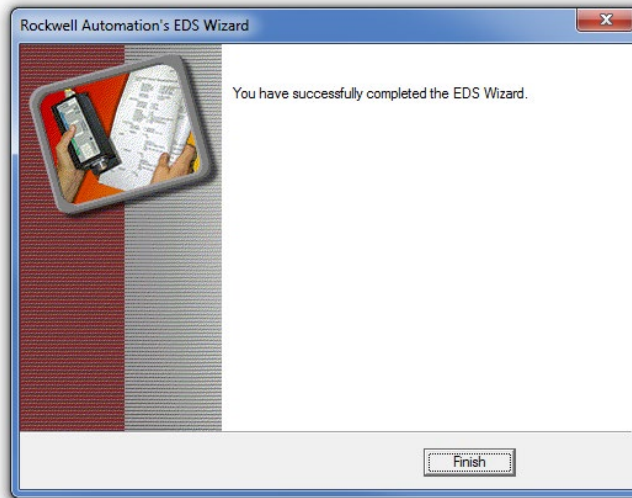 Rockwell Automation's EDS Wizard
You have successfully completed the EDS Wizard.
Finish